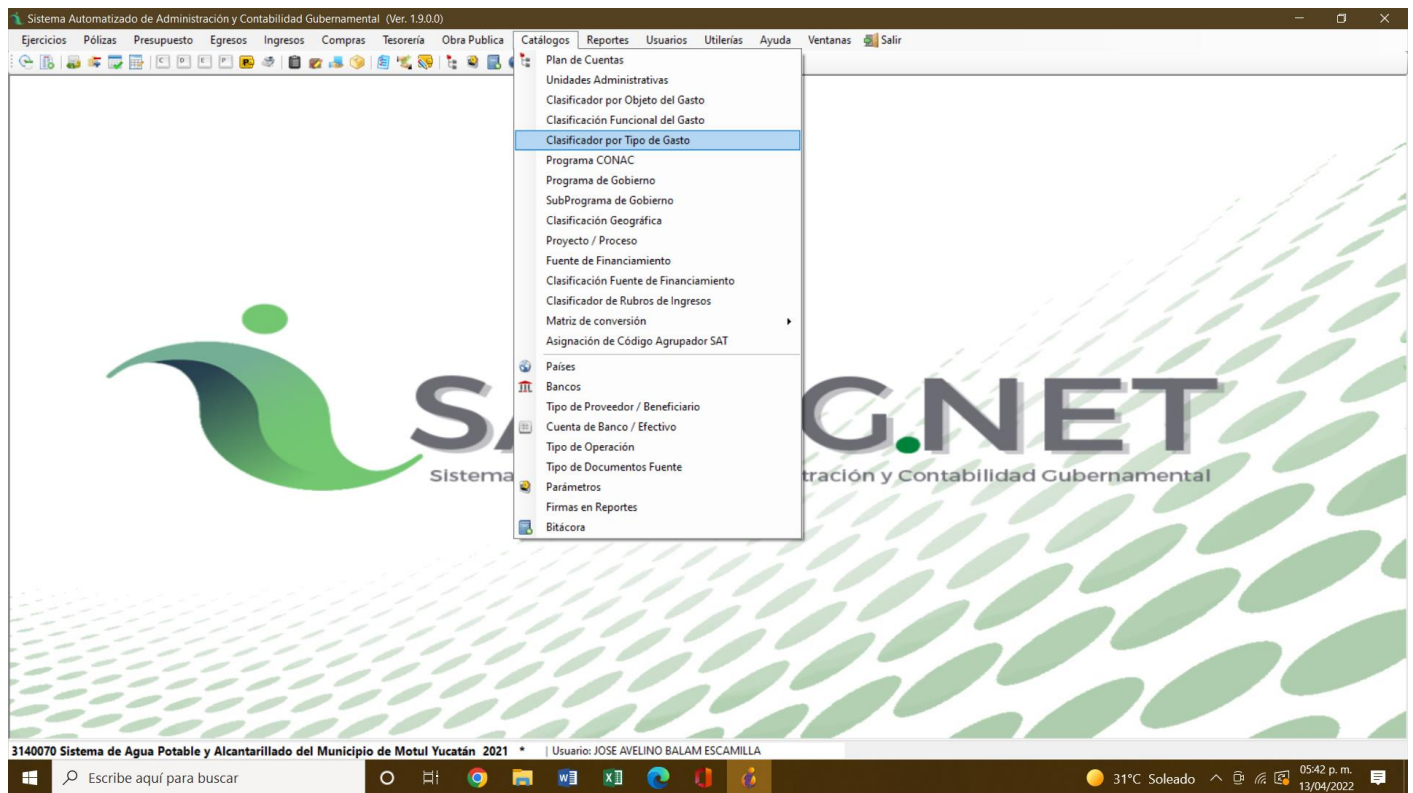 Sistema Automatizado de Administración y Contabilidad Gubernamental (Ver. 1.9.0.0)
Ejercicios Pólizas Presupuesto Egresos Ingresos Compras Tesorería Obra Publica Catálogos Reportes Usuarios Utilerías Ayuda Ventanas Salir
Plan de Cuentas
Unidades Administrativas
Clasificador por Objeto del Gasto
Clasificación Funcional del Gasto
Clasificador por Tipo de Gasto
Programa CONAC
Programa de Gobierno
SubPrograma de Gobierno
Clasificación Geográfica
Proyecto / Proceso
Fuente de Financiamiento
Clasificación Fuente de Financiamiento
Clasificador de Rubros de Ingresos
Matriz de conversión
Asignación de Código Agrupador SAT
Países
Bancos
Tipo de Proveedor / Beneficiario
Cuenta de Banco / Efectivo
Tipo de Operación
Tipo de Documentos Fuente
Parámetros
Firmas en Reportes
Bitácora
SA G.NET
Sistema tración y Contabilidad Gubernamental
3140070 Sistema de Agua Potable y Alcantarillado del Municipio de Motul Yucatán 2021 * | Usuario: JOSE AVELINO BALAM ESCAMILLA
Escribe aquí para buscar
31°C Soleado
05:42 p. m.
13/04/2022